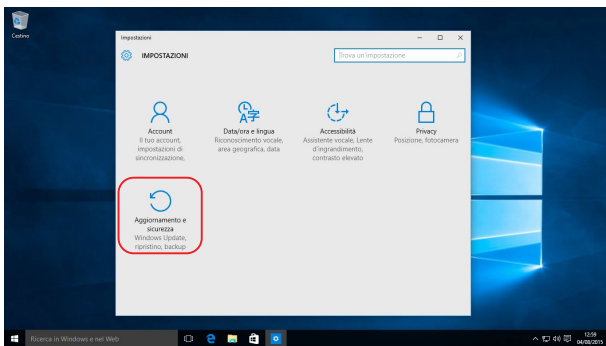 Cestino
Impostazioni
IMPOSTAZIONI
Trova un'impostazione
Account
Il tuo account,
impostazioni di
sincronizzazione,
Data/ora e lingua
Riconoscimento vocale,
area geografica, data
Accessibilità
Assistente vocale, Lente
d'ingrandimento,
contrasto elevato
Privacy
Posizione, fotocamera
Aggiornamento e
sicurezza
Windows Update,
ripristino, backup
Ricerca in Windows e nel Web
12:59
04/08/2015